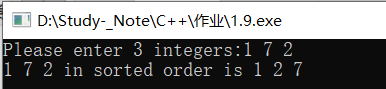 D:\Study-_Note\C++\作业\1.9.exe
Please enter 3 integers:1 7 2
1 7 2 in sorted order is 1 2 7